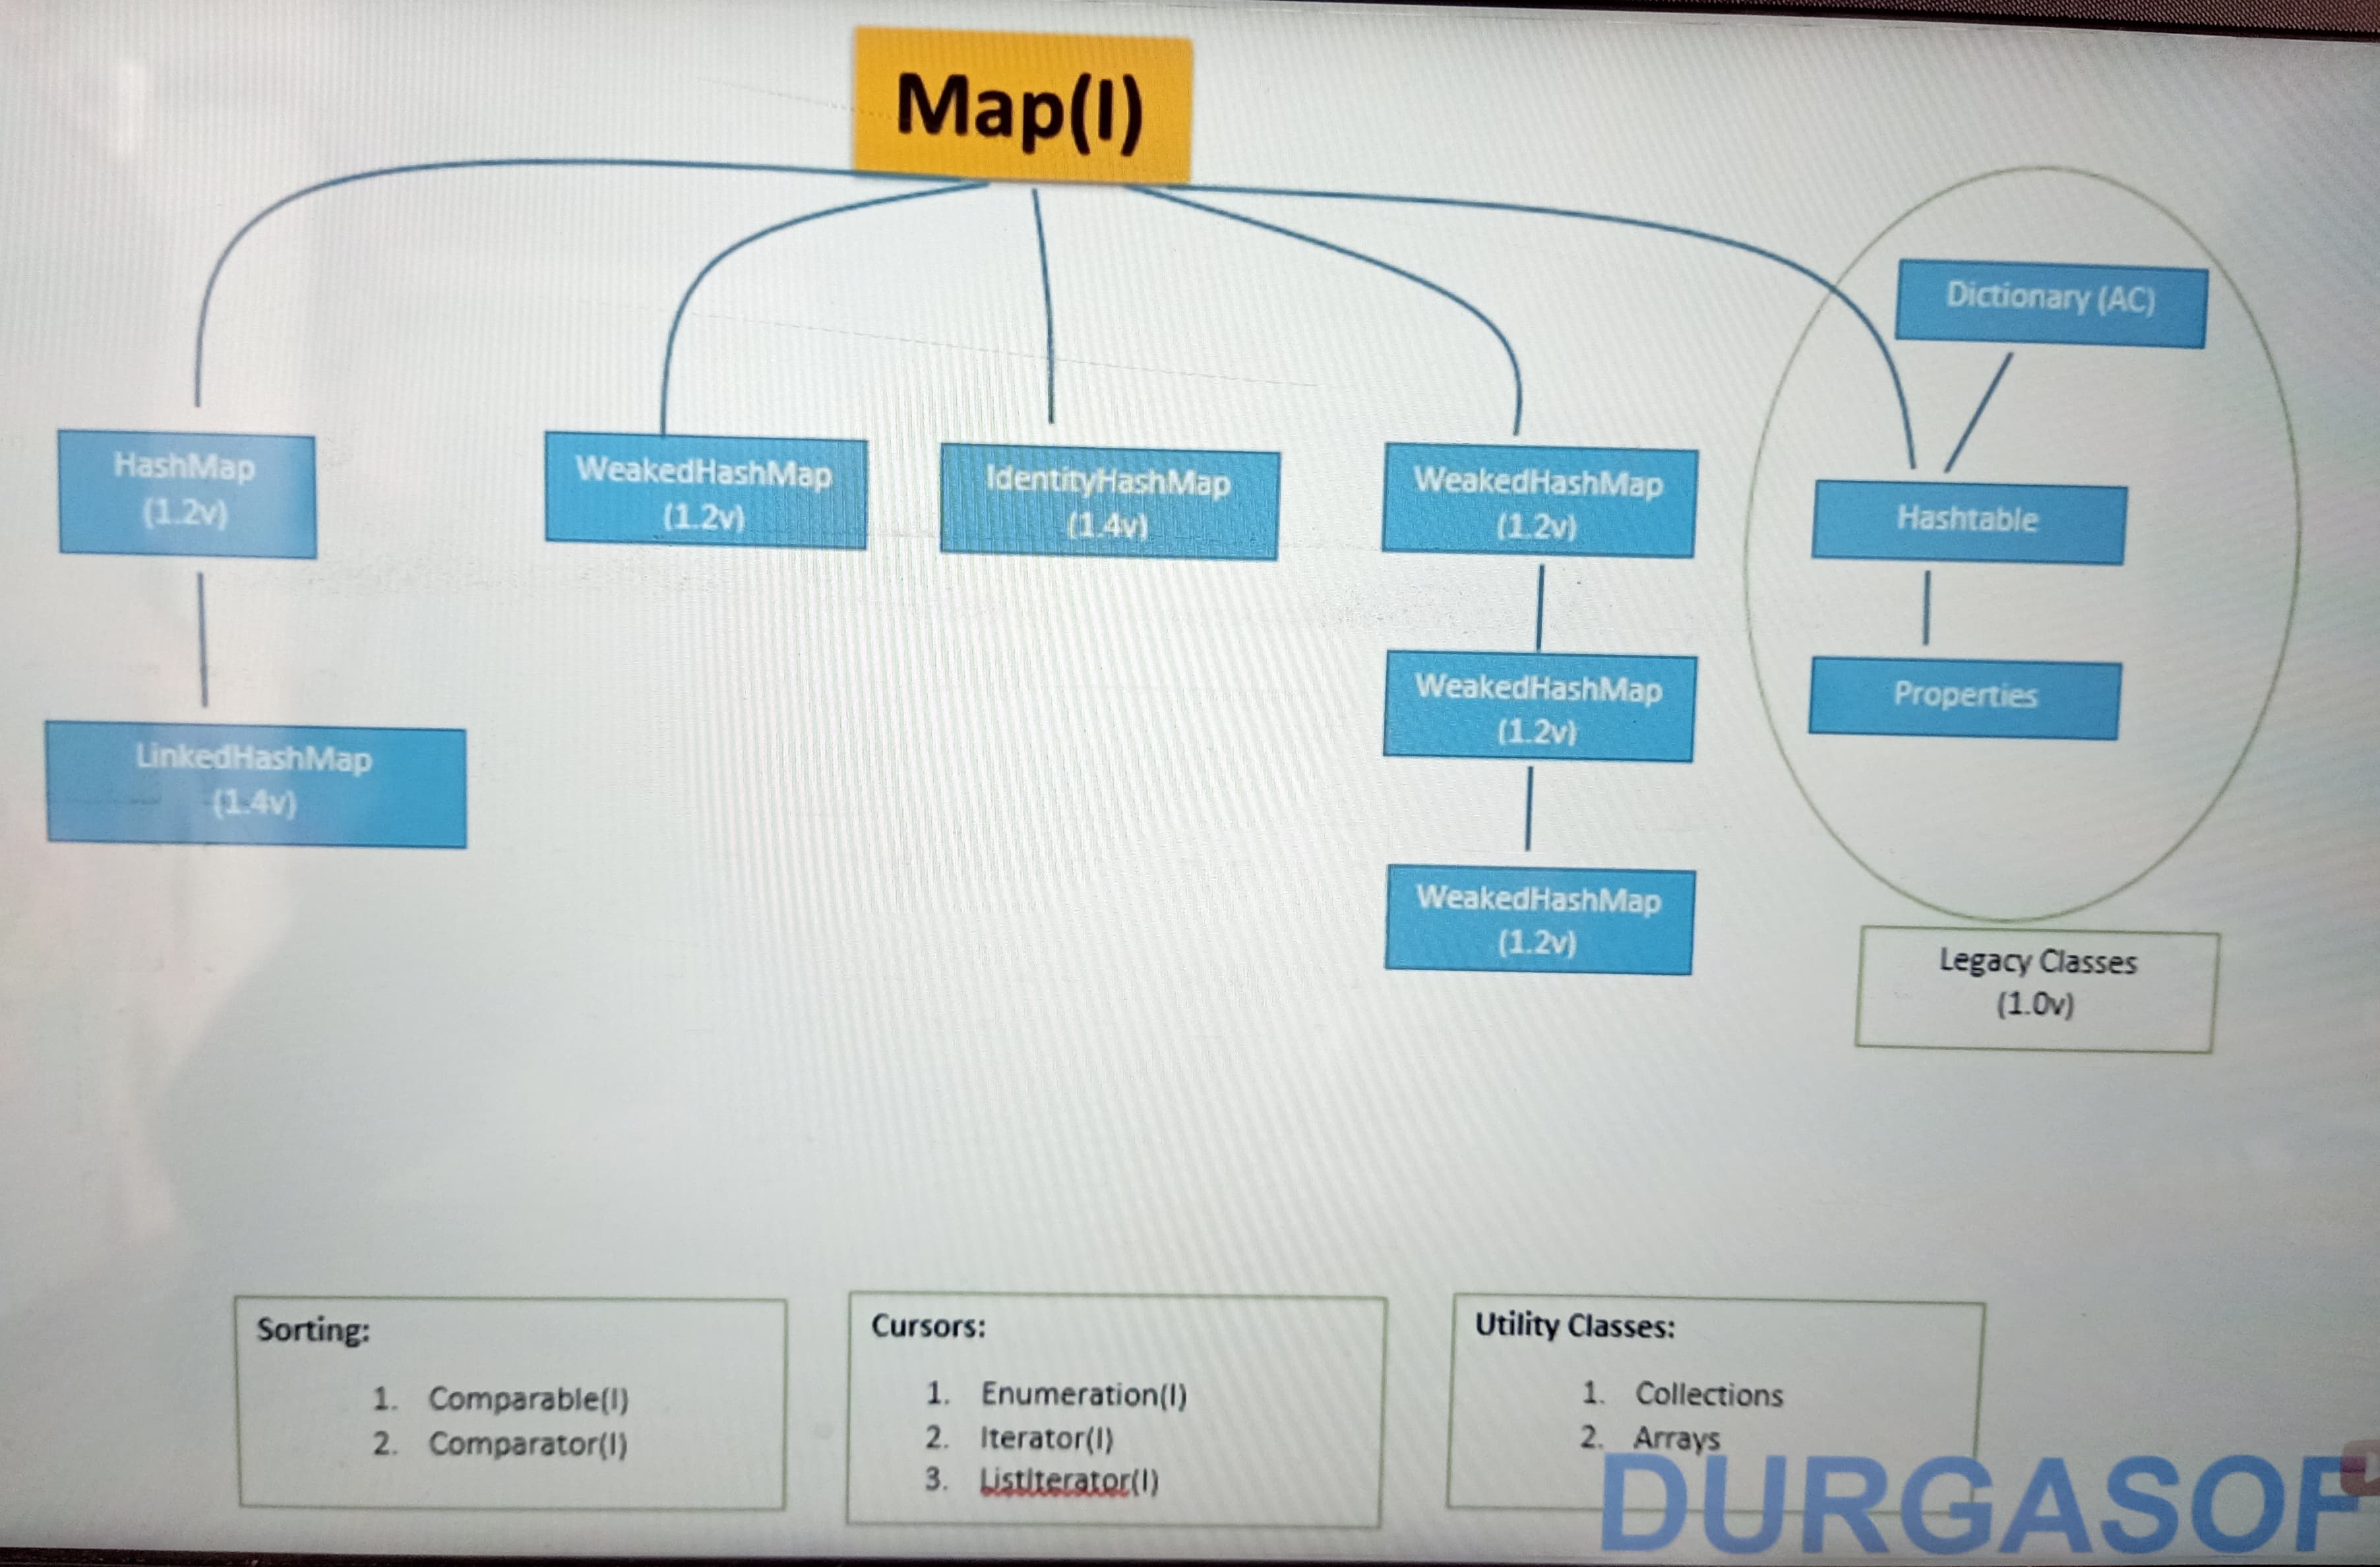 Map(I)
Dictionary (AC)
HashMap
(1.2v)
WeakedHashMap
(1.2v)
IdentityHashMap
(1.4v)
WeakedHashMap
(1.2v)
Hashtable
WeakedHashMap
(1.2v)
Properties
LinkedHashMap
(1.4v)
WeakedHashMap
(1.2v)
Legacy Classes
(1.0v)
Sorting:
1. Comparable(I)
2. Comparator(I)
Cursors:
1. Enumeration(I)
2. Iterator(I)
3. ListIterator(I)
Utility Classes:
1. Collections
2. Arrays
DURGASOF